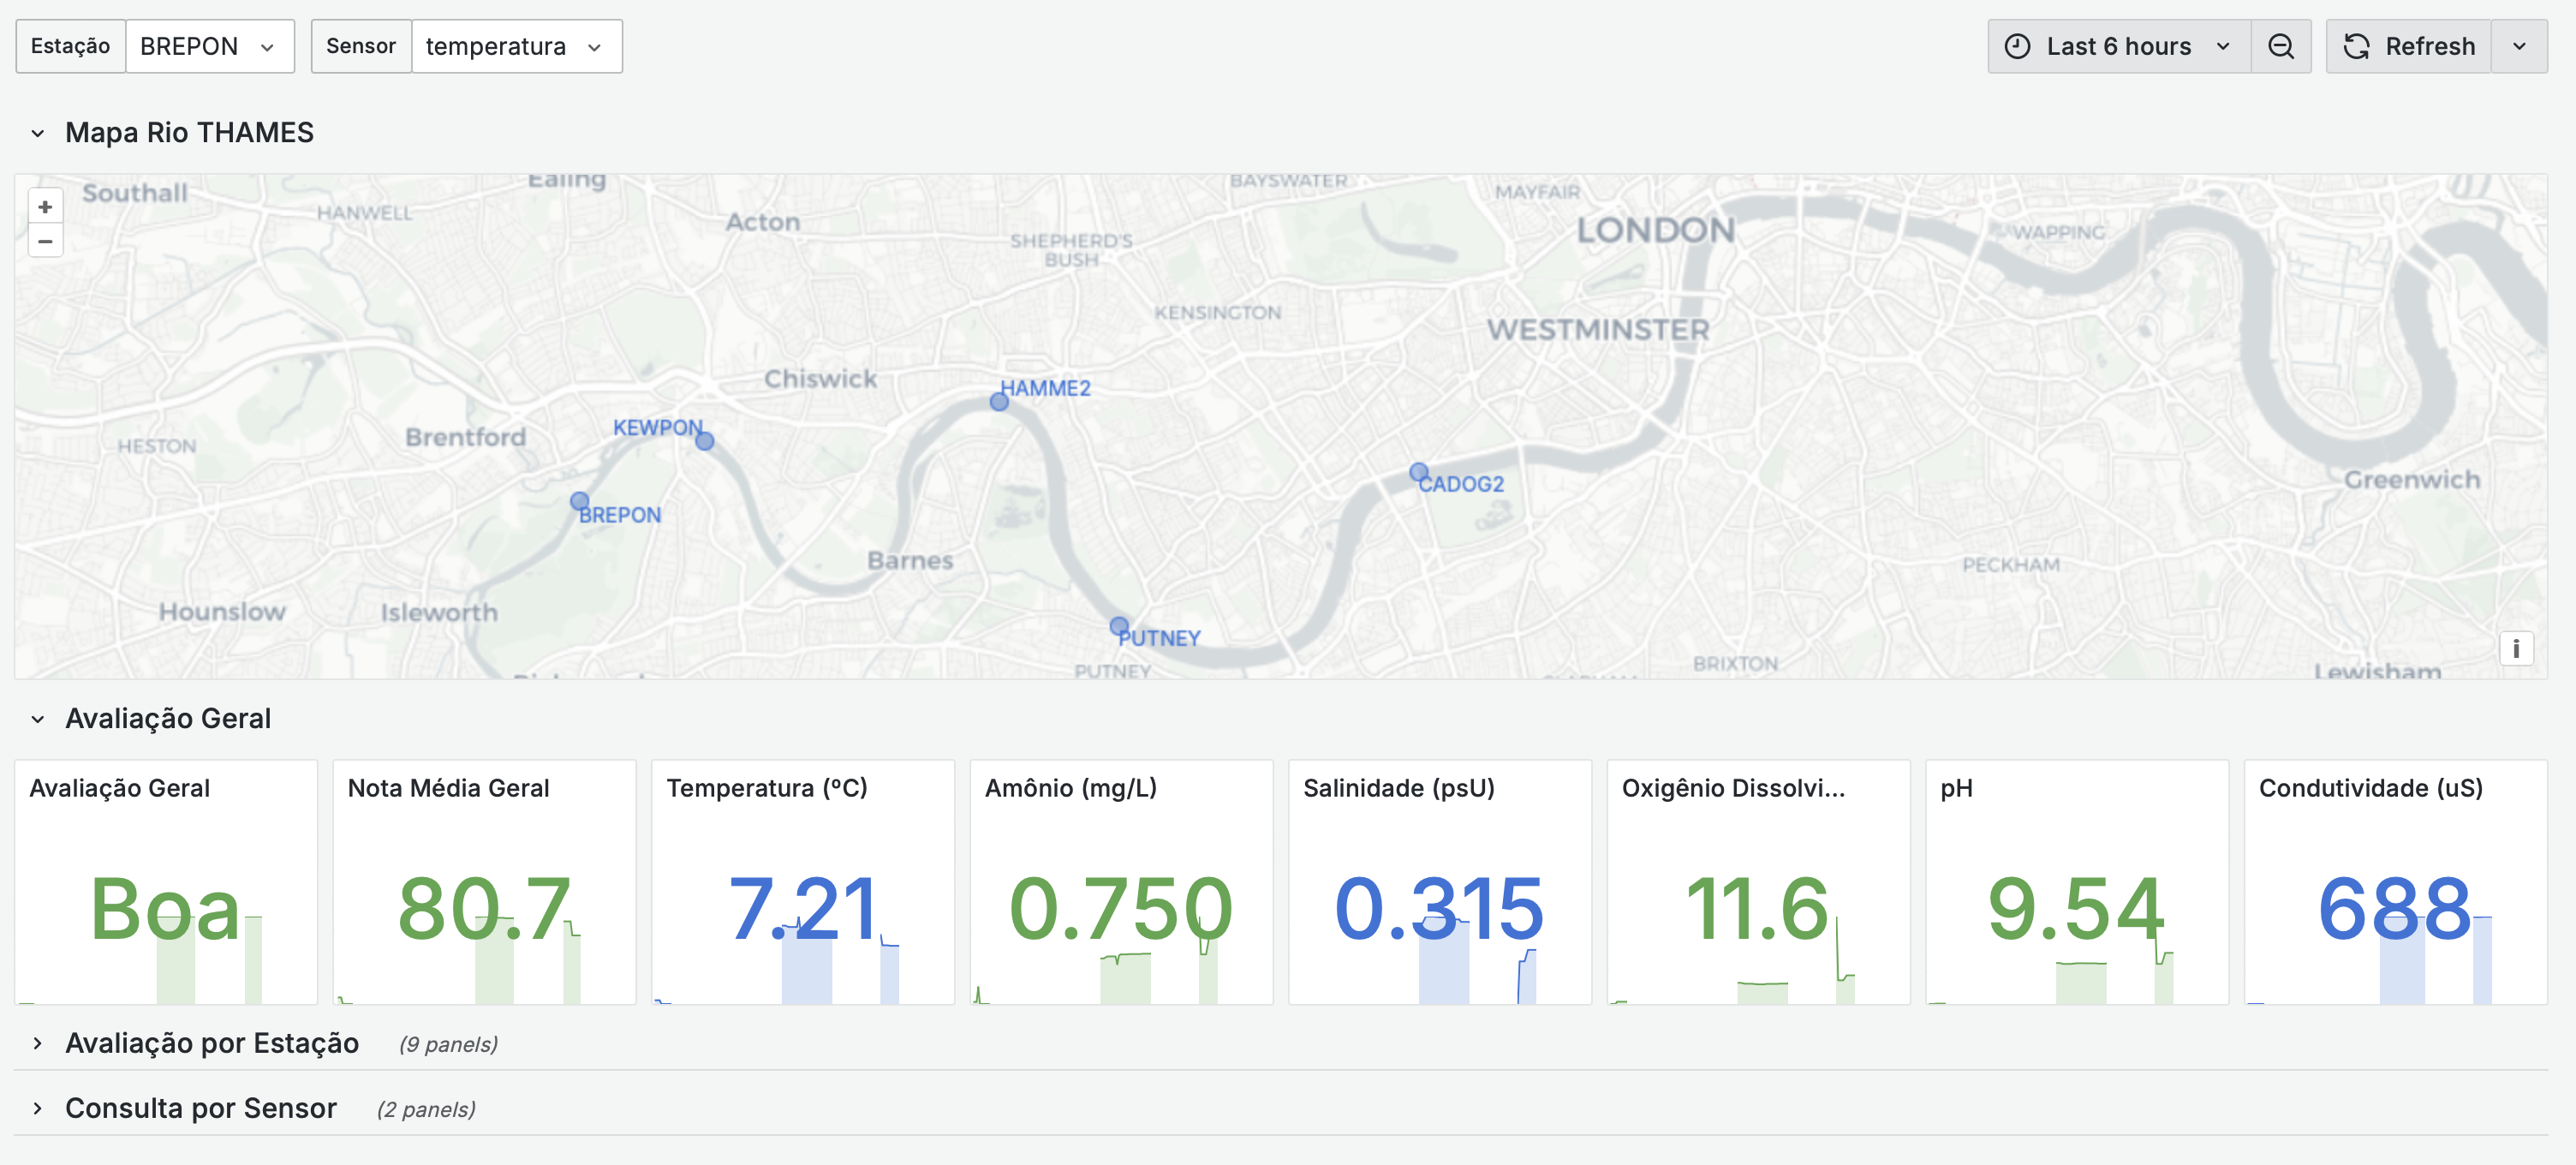 Estação BREPON Sensor temperatura Last 6 hours Refresh
Mapa Rio THAMES
+
−
Southall
Ealing
HANWELL
Acton
SHEPHERD'S
BUSH
BAYSWATER
MAYFAIR
LONDON
WAPPING
KENSINGTON
WESTMINSTER
Chiswick
HAMME2
KEWPON
Brentford
HESTON
CADOG2
Greenwich
BREPON
Barnes
PECKHAM
Hounslow
Isleworth
PUTNEY
PUTNEY
BRIXTON
Lewisham
i
Avaliação Geral
Avaliação Geral
Boa
Nota Média Geral
80.7
Temperatura (ºC)
7.21
Amônio (mg/L)
0.750
Salinidade (psU)
0.315
Oxigênio Dissolvi...
11.6
pH
9.54
Condutividade (uS)
688
Avaliação por Estação (9 panels)
Consulta por Sensor (2 panels)